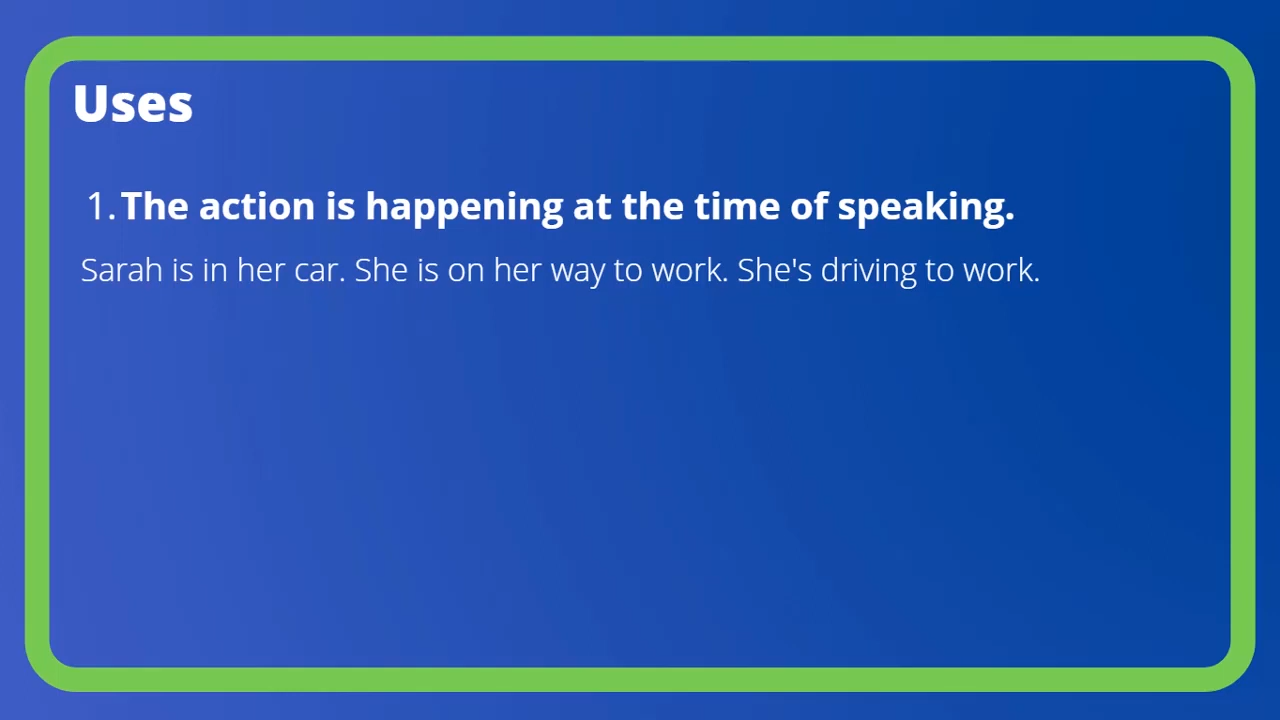 Uses
1. The action is happening at the time of speaking.
Sarah is in her car. She is on her way to work. She's driving to work.